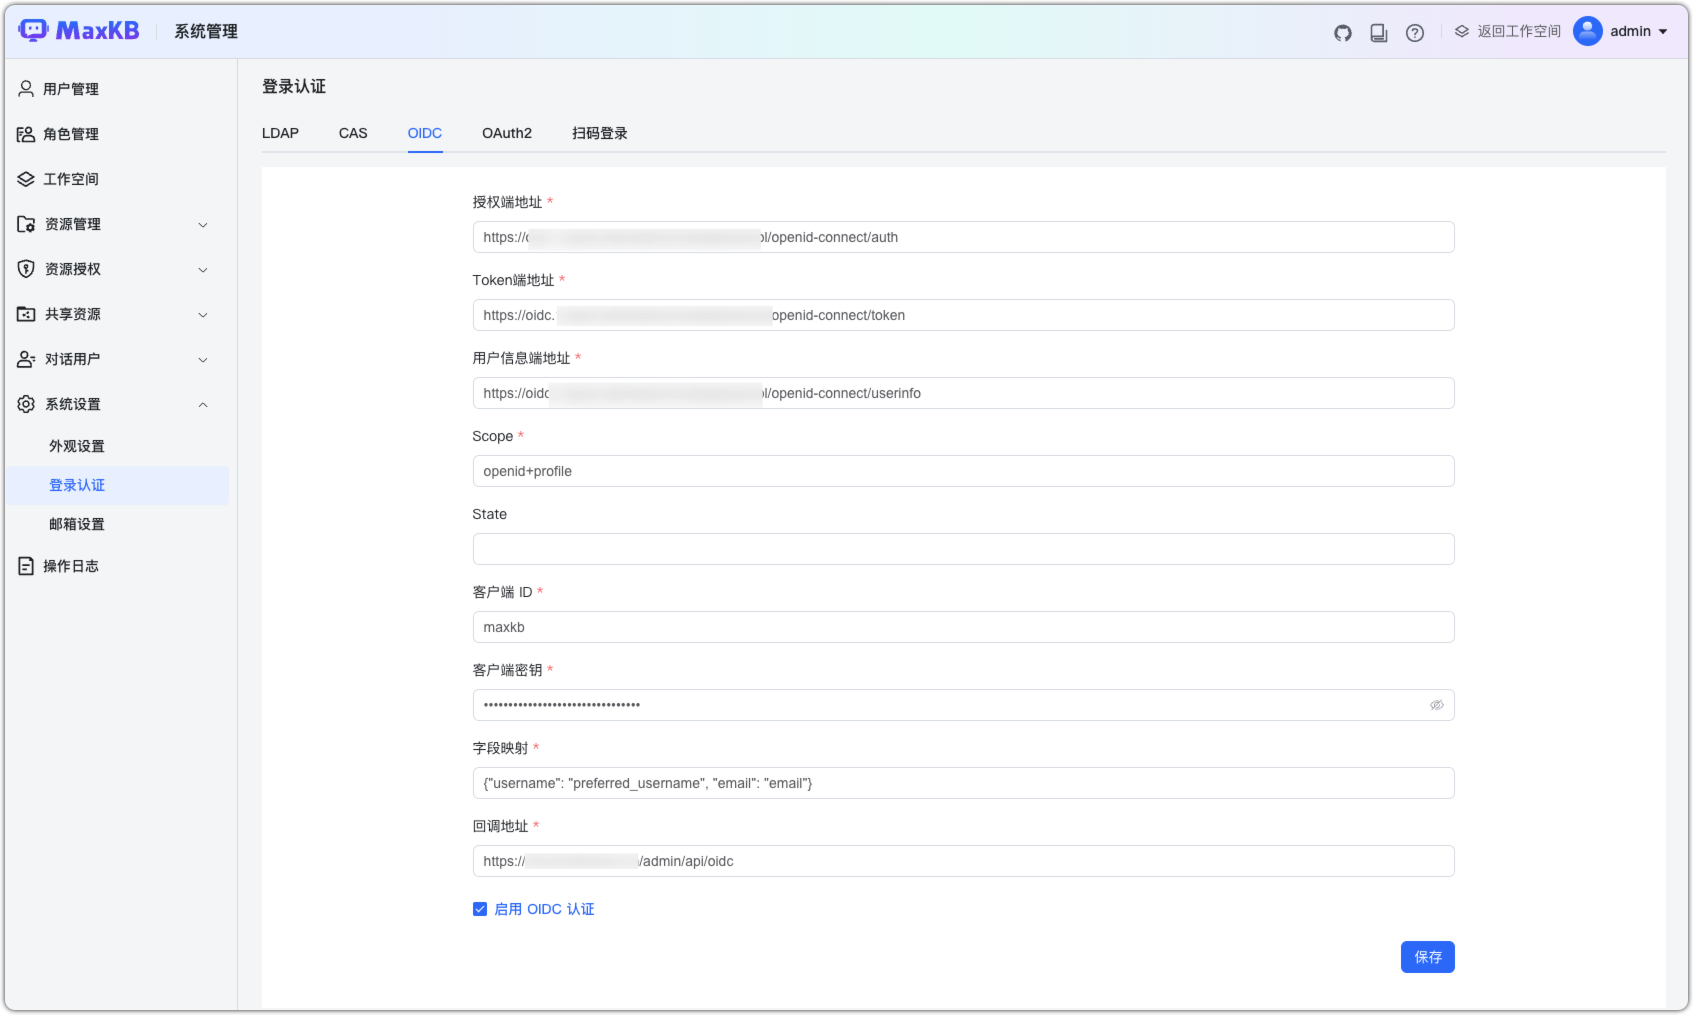 MaxKB
系统管理
返回工作空间
admin
用户管理
角色管理
工作空间
资源管理
资源授权
共享资源
对话用户
系统设置
外观设置
登录认证
邮箱设置
操作日志
登录认证
LDAP CAS OIDC OAuth2 扫码登录
授权端地址 *
https:// l/openid-connect/auth
Token端地址 *
https://oidc. openid-connect/token
用户信息端地址 *
https://oidc l/openid-connect/userinfo
Scope *
openid+profile
State
客户端 ID *
maxkb
客户端密钥 *
字段映射 *
{"username": "preferred_username", "email": "email"}
回调地址 *
https:// /admin/api/oidc
启用 OIDC 认证
保存